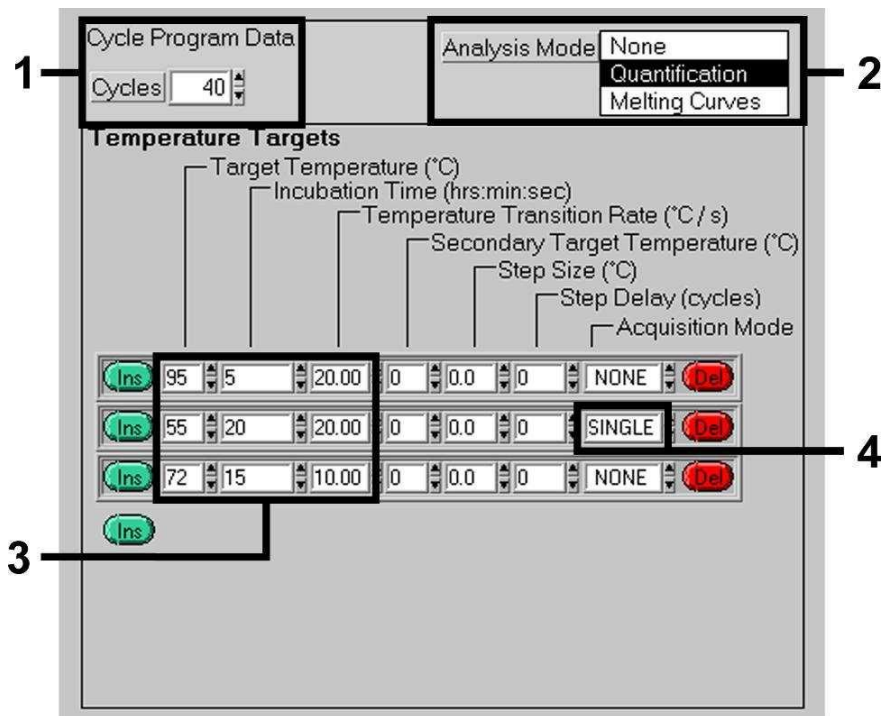 Cycle Program Data
Cycles 40
1
Analysis Mode None
Quantification
Melting Curves
2
Temperature Targets
Target Temperature (°C)
Incubation Time (hrs:min:sec)
Temperature Transition Rate (°C / s)
Secondary Target Temperature (°C)
Step Size (°C)
Step Delay (cycles)
Acquisition Mode
Ins 95 5 20.00 0 0.0 0 NONE Del
Ins 55 20 20.00 0 0.0 0 SINGLE Del
4
Ins 72 15 10.00 0 0.0 0 NONE Del
Ins
3